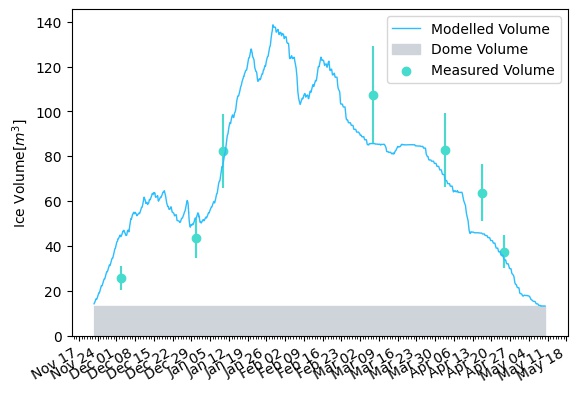 140
120
100
80
60
40
20
0
Ice Volume[m³]
Modelled Volume
Dome Volume
Measured Volume
Nov 17
Nov 24
Dec 01
Dec 08
Dec 15
Dec 22
Dec 29
Jan 05
Jan 12
Jan 19
Jan 26
Feb 02
Feb 09
Feb 16
Feb 23
Mar 02
Mar 09
Mar 16
Mar 23
Mar 30
Apr 06
Apr 13
Apr 20
Apr 27
May 04
May 11
May 18